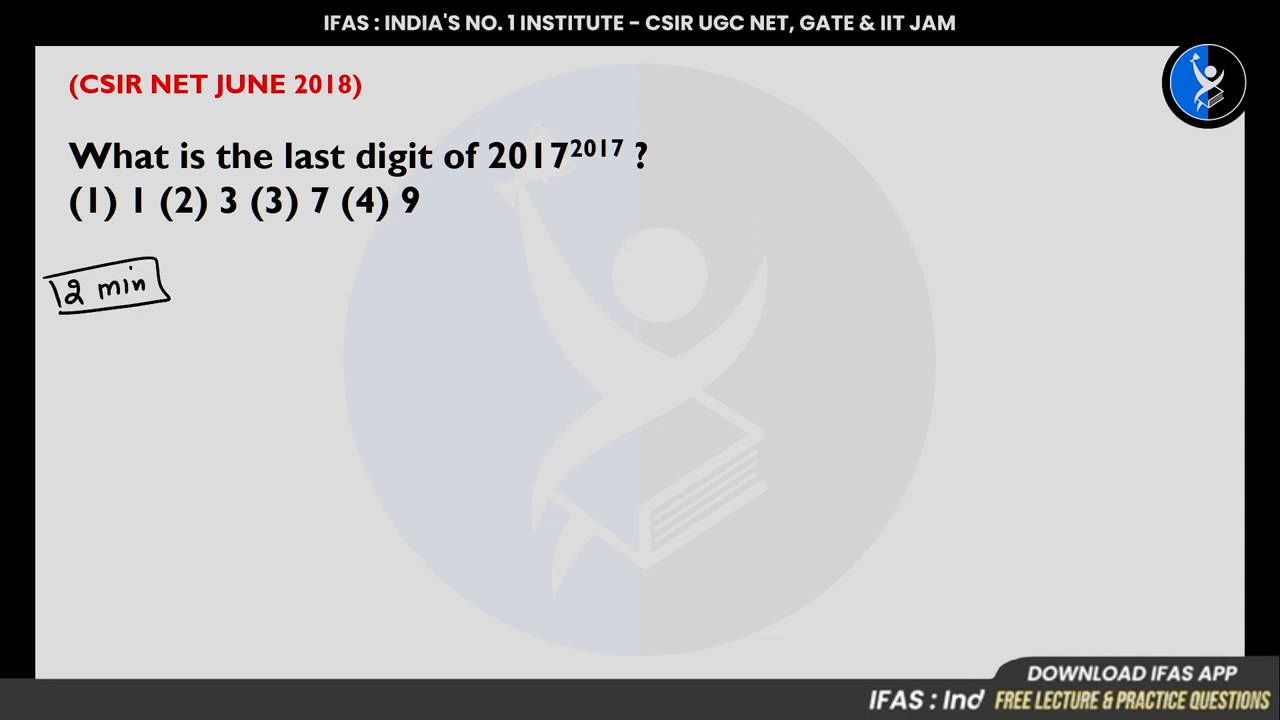 IFAS : INDIA'S NO. 1 INSTITUTE – CSIR UGC NET, GATE & IIT JAM
(CSIR NET JUNE 2018)
What is the last digit of 2017²⁰¹⁷ ?
(1) 1 (2) 3 (3) 7 (4) 9
2 min
DOWNLOAD IFAS APP
IFAS : Ind FREE LECTURE & PRACTICE QUESTIONS